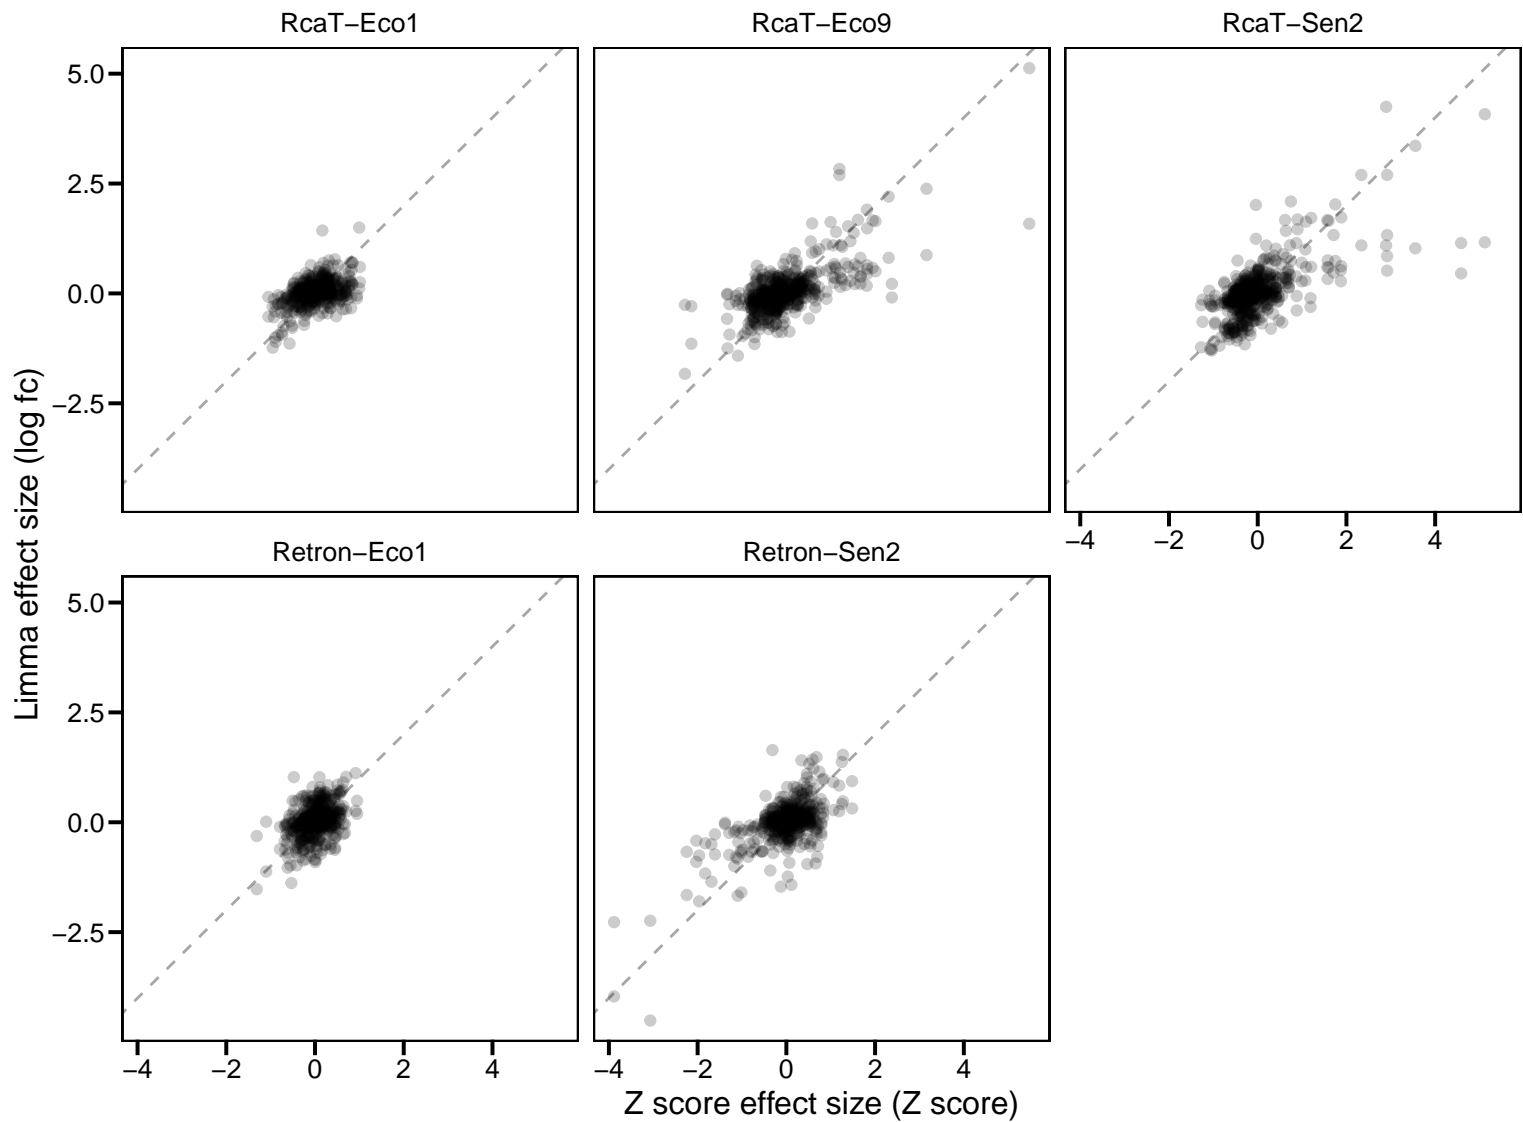 RcaT−Eco1
RcaT−Eco9
RcaT−Sen2
5.0
2.5
0.0
−2.5
−4 −2 0 2 4
Retron−Eco1
Retron−Sen2
5.0
2.5
0.0
−2.5
−4 −2 0 2 4
−4 −2 0 2 4
Limma effect size (log fc)
Z score effect size (Z score)